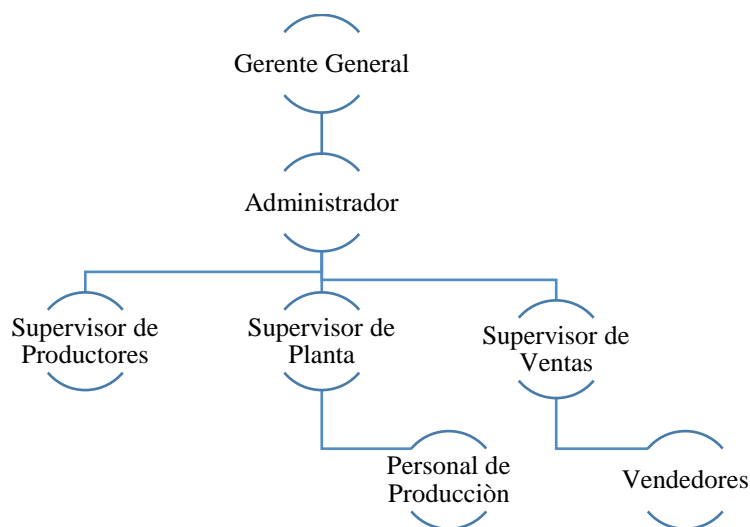 Gerente General
Administrador
Supervisor de
Productores
Supervisor de
Planta
Supervisor de
Ventas
Personal de
Producciòn
Vendedores